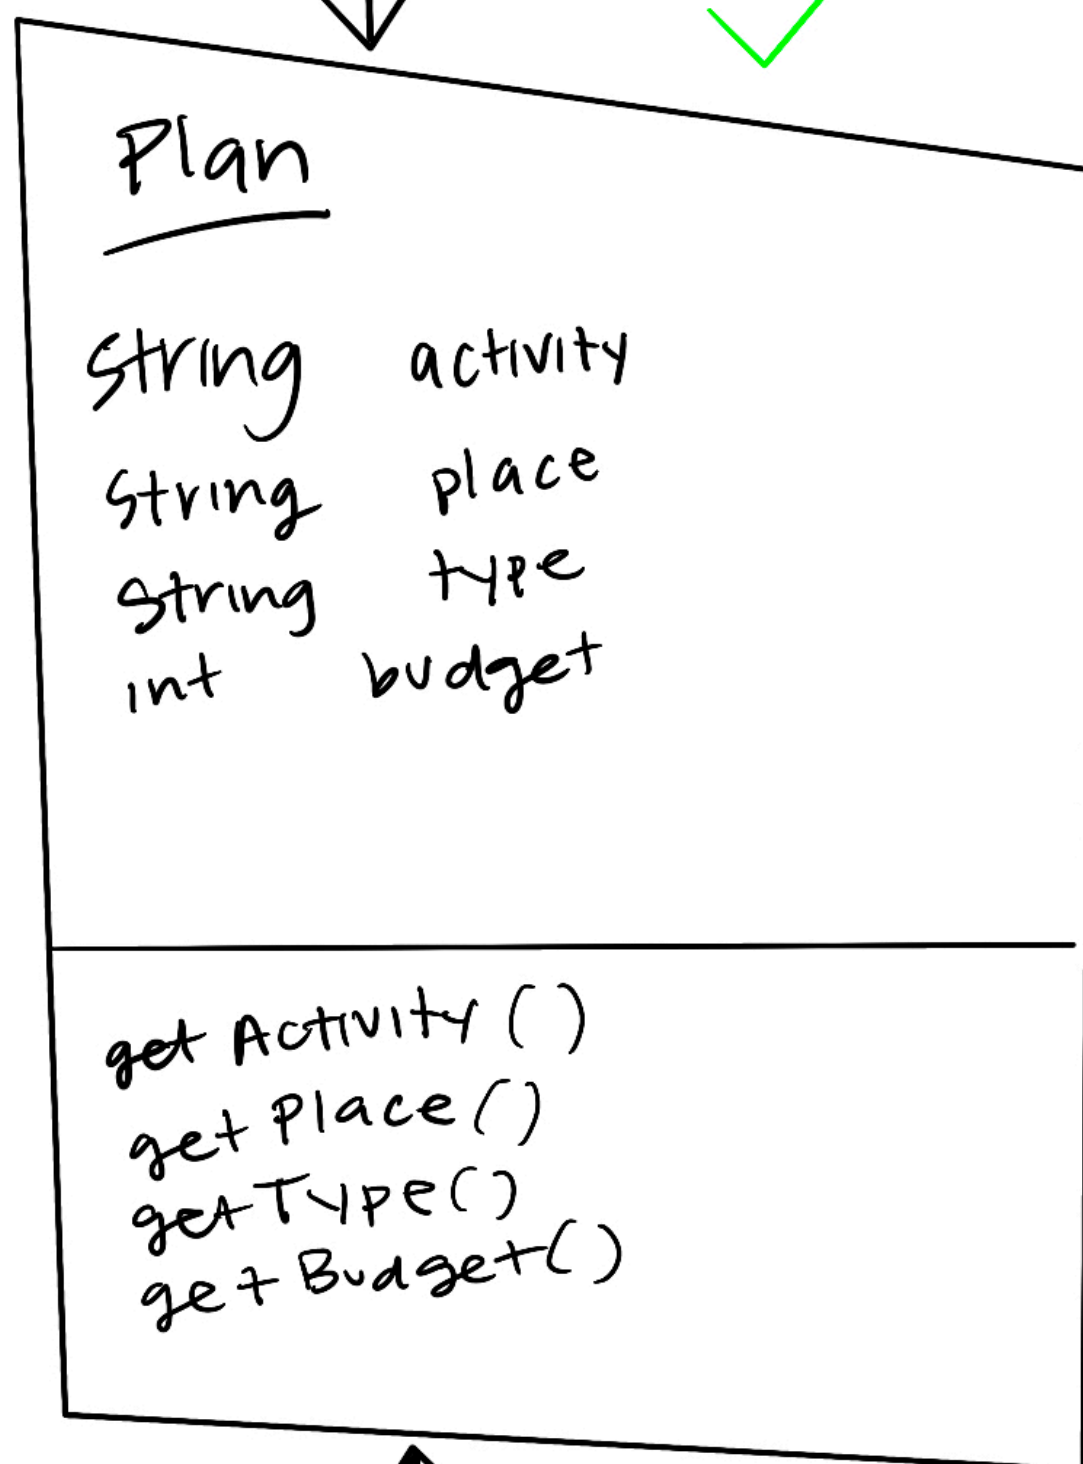 Plan
String activity
String place
String type
int budget
getActivity()
getPlace()
getType()
getBudget()